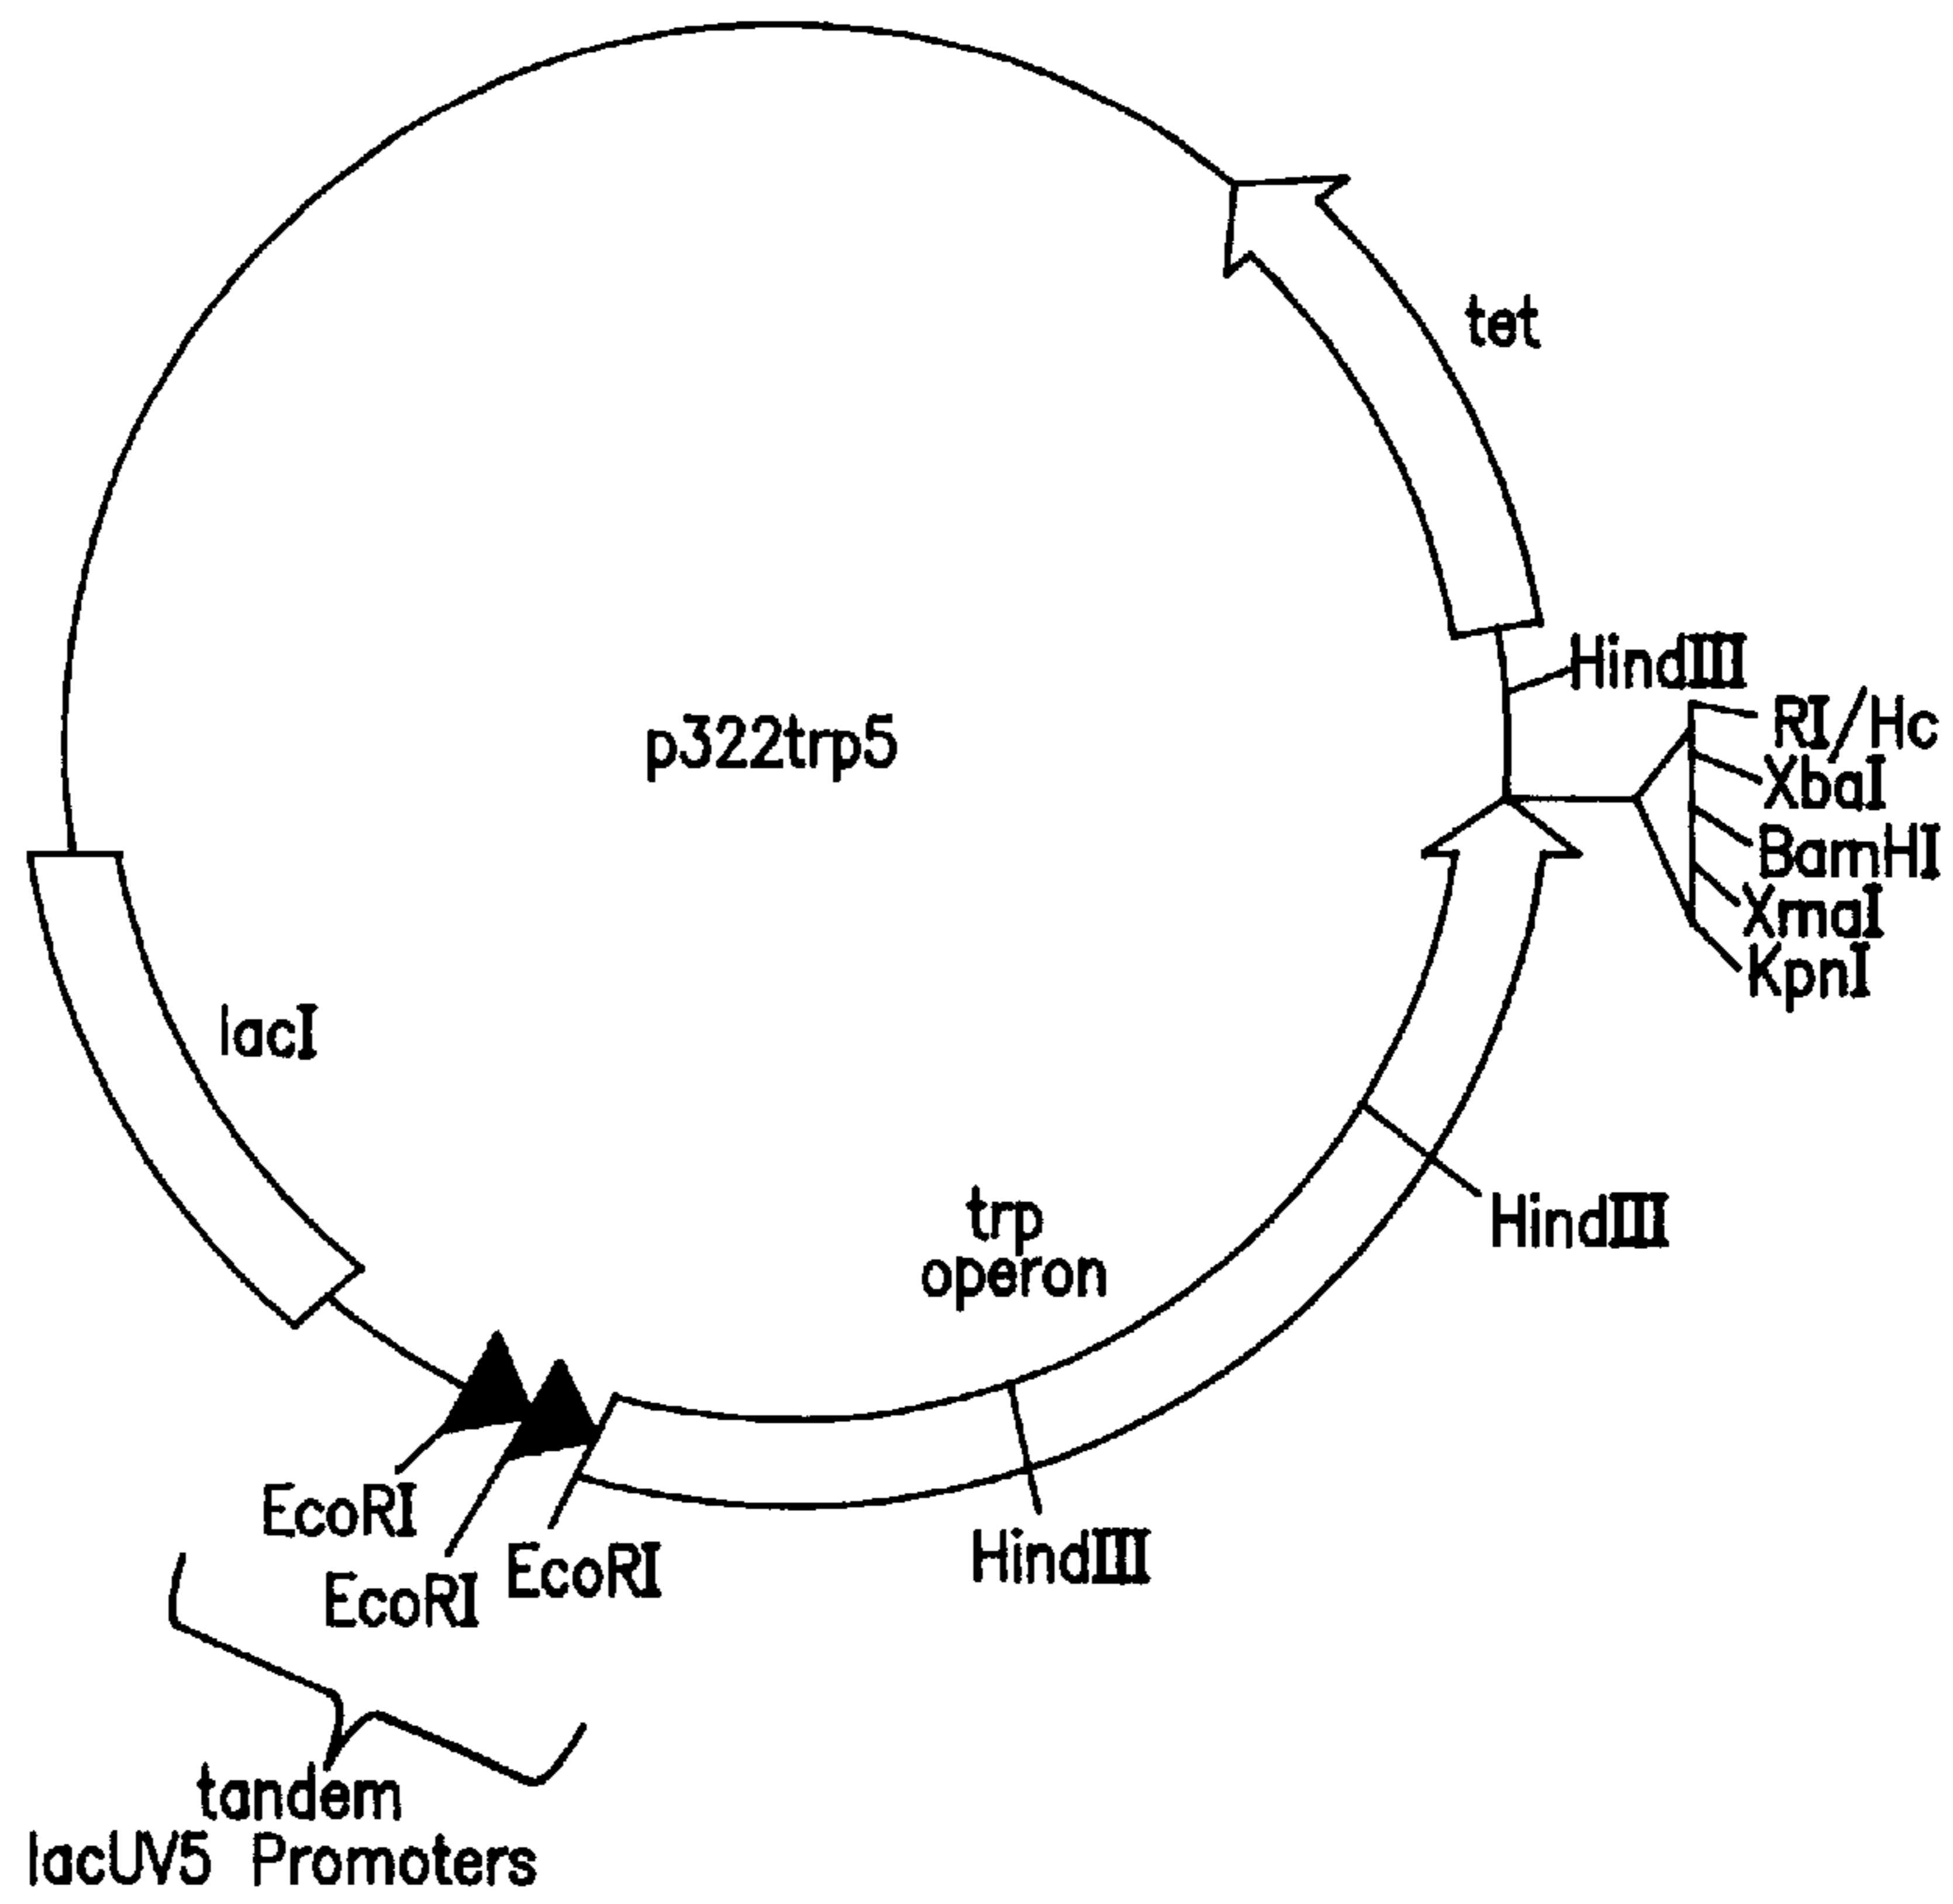 tet
HindIII
RI/Hc
XbaI
p322trp5
BamHI
XmaI
KpnI
lacI
trp
operon
HindIII
EcoRI
EcoRI
EcoRI
HindIII
tandem
lacUV5 Promoters